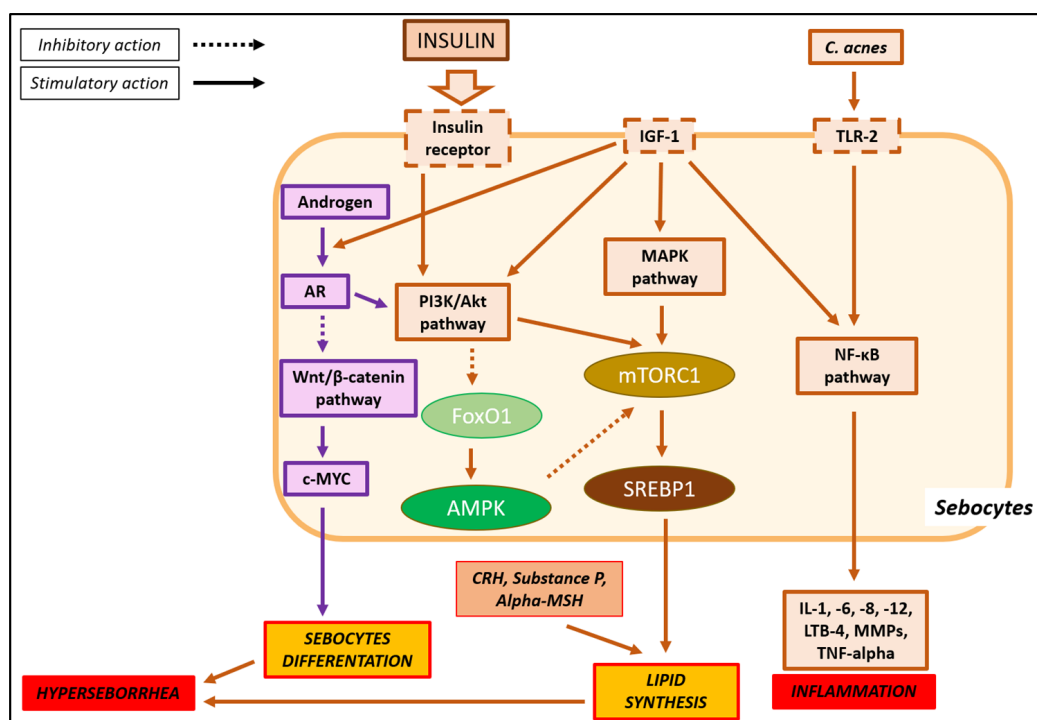 Inhibitory action
Stimulatory action
INSULIN
C. acnes
Insulin
receptor
IGF-1
TLR-2
Androgen
AR
PI3K/Akt
pathway
MAPK
pathway
Wnt/β-catenin
pathway
FoxO1
mTORC1
NF-κB
pathway
c-MYC
AMPK
SREBP1
Sebocytes
CRH, Substance P,
Alpha-MSH
IL-1, -6, -8, -12,
LTB-4, MMPs,
TNF-alpha
SEBOCYTES
DIFFERENTATION
HYPERSEBORRHEA
LIPID
SYNTHESIS
INFLAMMATION